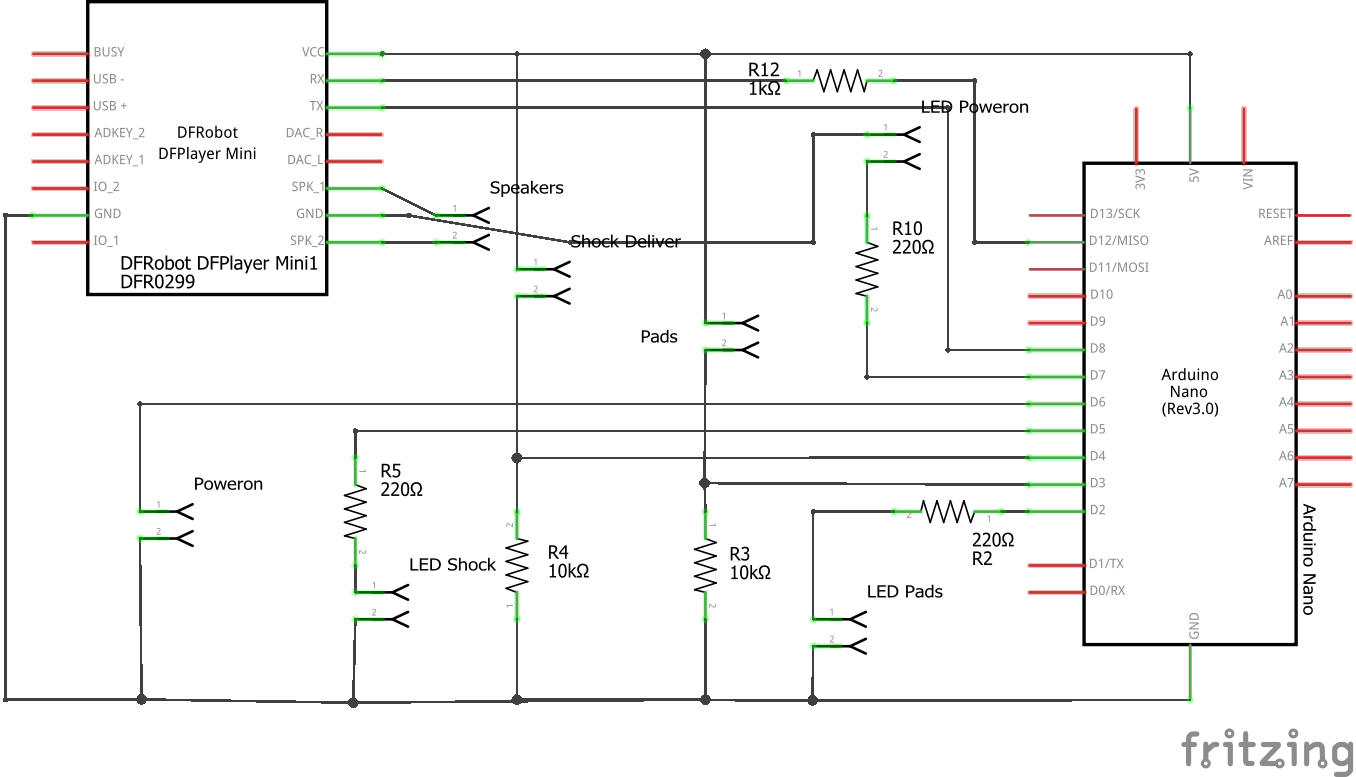 BUSY
USB -
USB +
ADKEY_2
ADKEY_1
IO_2
GND
IO_1
VCC
RX
TX
DAC_R
DAC_L
SPK_1
GND
SPK_2
DFRobot
DFPlayer Mini
DFRobot DFPlayer Mini1
DFR0299
Speakers
1
2
Shock Deliver
1
2
R12
1kΩ
1
2
LED Poweron
1
2
R10
220Ω
1
2
Pads
1
2
Poweron
1
2
R5
220Ω
1
2
LED Shock
1
2
R4
10kΩ
2
1
R3
10kΩ
1
2
220Ω
R2
2
1
LED Pads
1
2
3V3
5V
VIN
D13/SCK
D12/MISO
D11/MOSI
D10
D9
D8
D7
D6
D5
D4
D3
D2
D1/TX
D0/RX
RESET
AREF
A0
A1
A2
A3
A4
A5
A6
A7
Arduino
Nano
(Rev3.0)
GND
Arduino Nano
fritzing